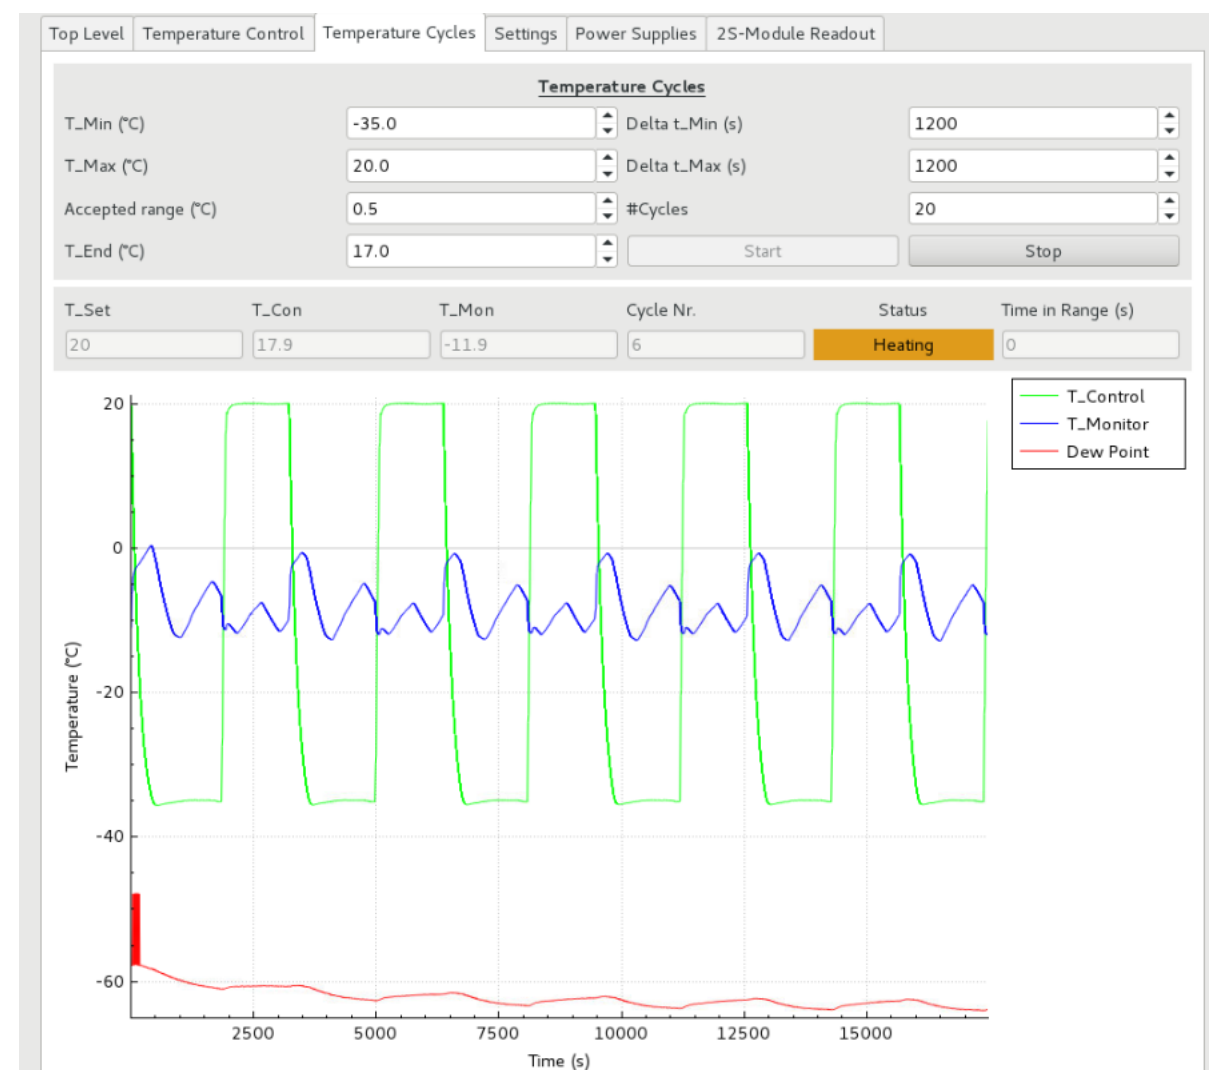 Top Level Temperature Control Temperature Cycles Settings Power Supplies 2S-Module Readout
Temperature Cycles
T_Min (°C) -35.0 Delta t_Min (s) 1200
T_Max (°C) 20.0 Delta t_Max (s) 1200
Accepted range (°C) 0.5 #Cycles 20
T_End (°C) 17.0 Start Stop
T_Set T_Con T_Mon Cycle Nr. Status Time in Range (s)
20 17.9 -11.9 6 Heating 0
T_Control
T_Monitor
Dew Point
20
0
-20
-40
-60
Temperature (°C)
2500 5000 7500 10000 12500 15000
Time (s)